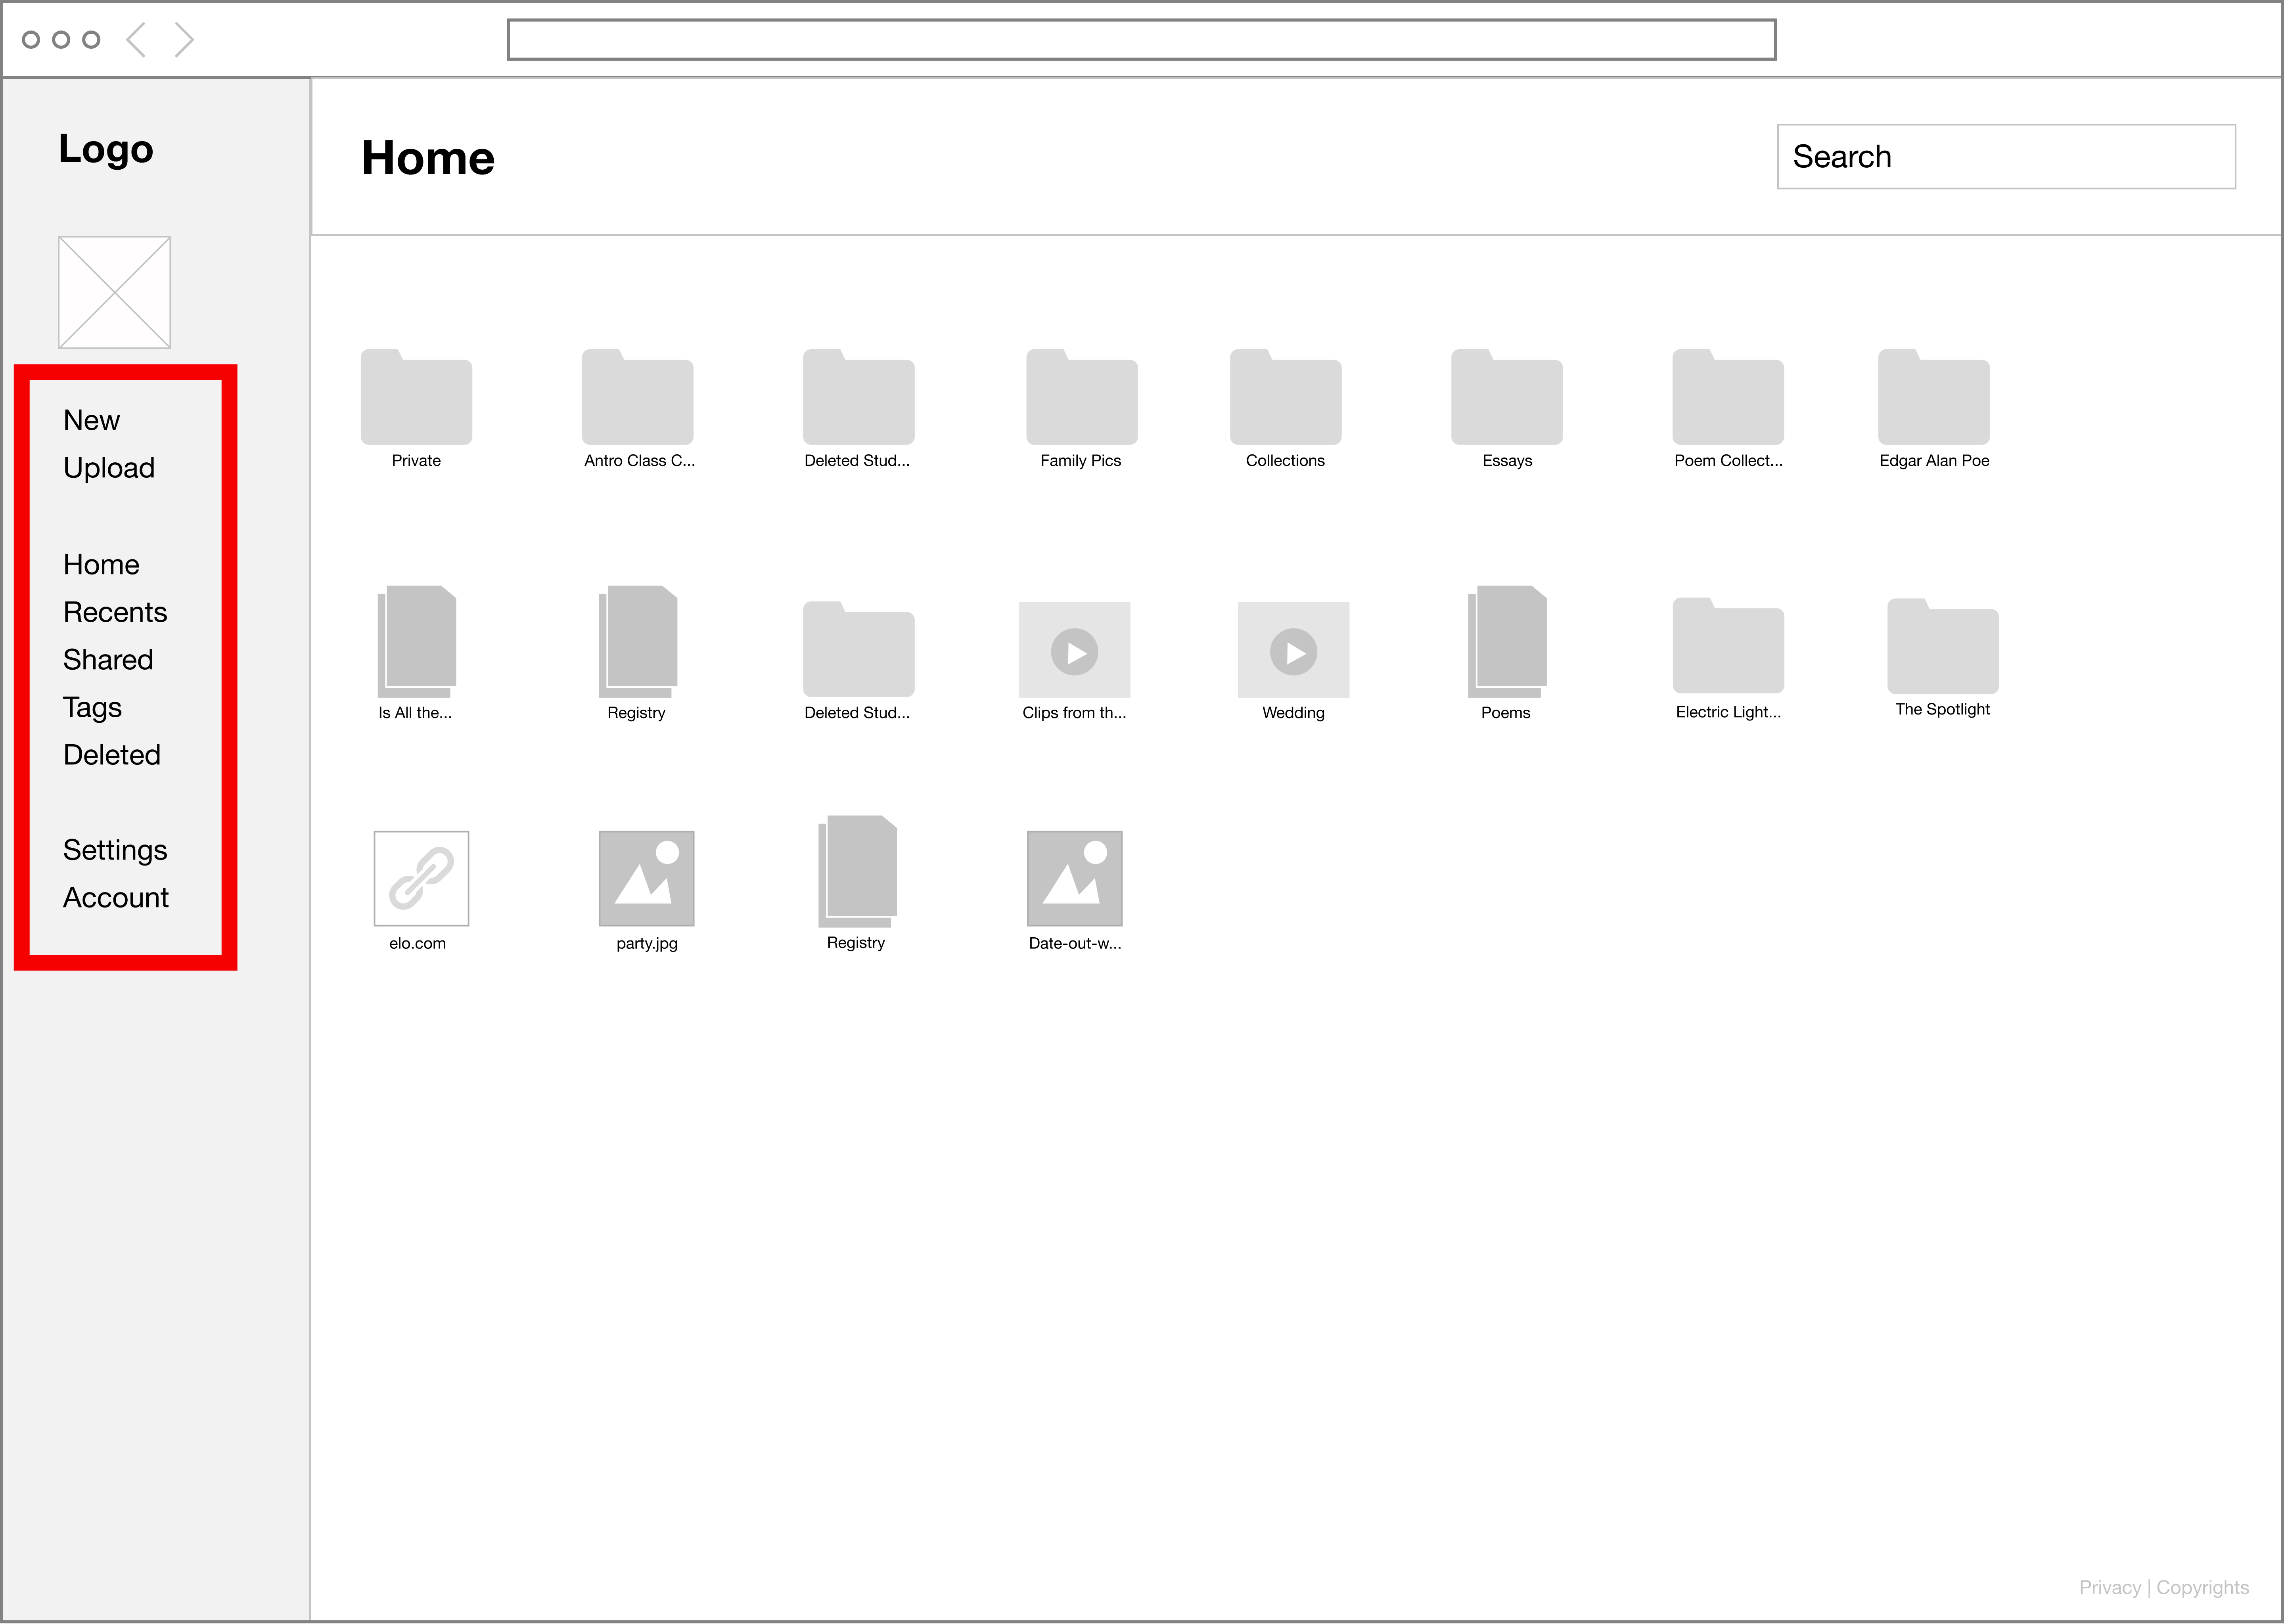 Logo
Home
Search
New
Upload
Home
Recents
Shared
Tags
Deleted
Settings
Account
Private
Antro Class C...
Deleted Stud...
Family Pics
Collections
Essays
Poem Collect...
Edgar Alan Poe
Is All the...
Registry
Deleted Stud...
Clips from th...
Wedding
Poems
Electric Light...
The Spotlight
elo.com
party.jpg
Registry
Date-out-w...
Privacy | Copyrights